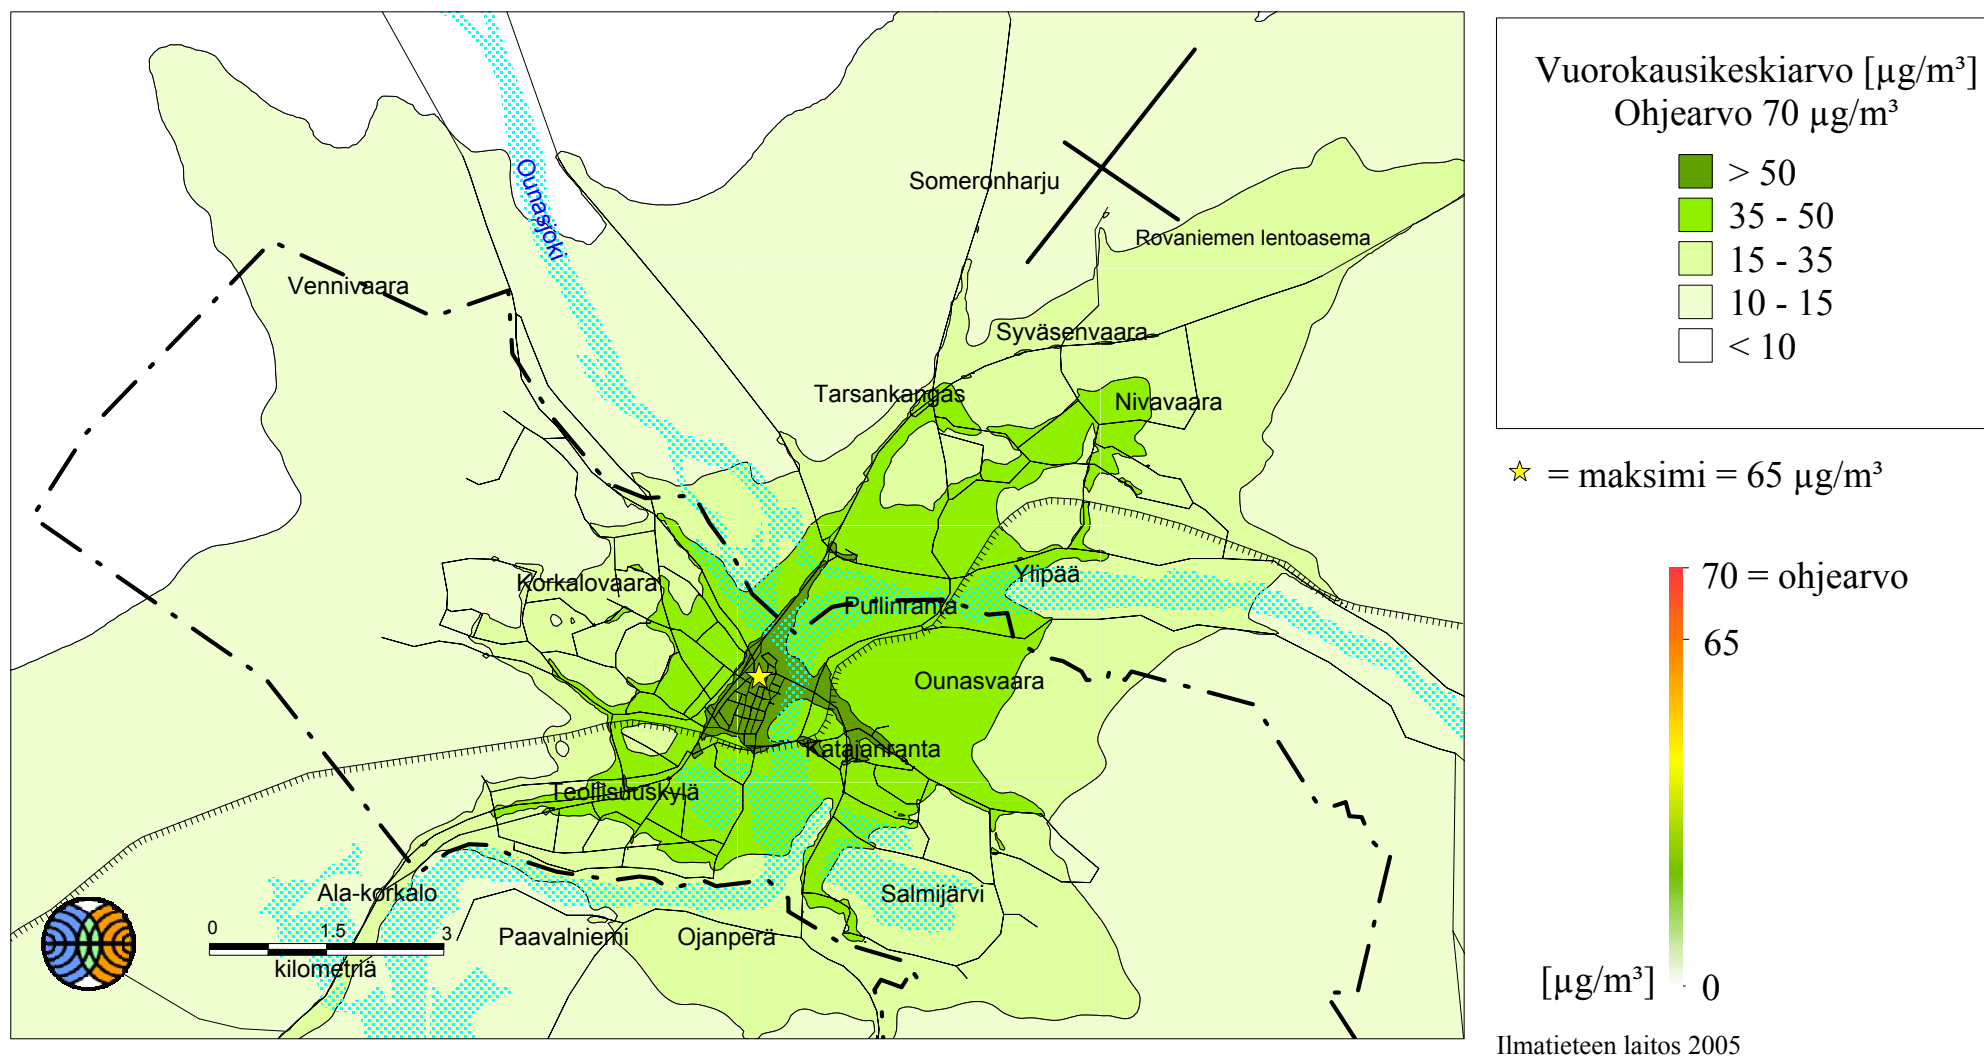 Vuorokausikeskiarvo [µg/m³]
Ohjearvo 70 µg/m³
> 50
35 - 50
15 - 35
10 - 15
< 10
= maksimi = 65 µg/m³
70 = ohjearvo
65
[µg/m³]
0
Ilmatieteen laitos 2005
Ounasjoki
Someronharju
Rovaniemen lentoasema
Vennivaara
Syväsenvaara
Tarsankangas
Nivavaara
Korkalovaara
Ylipää
Pullinranta
Ounasvaara
Katajanranta
Teollisuuskylä
Ala-korkalo
Salmijärvi
Paavalniemi
Ojanperä
0
1.5
3
kilometriä